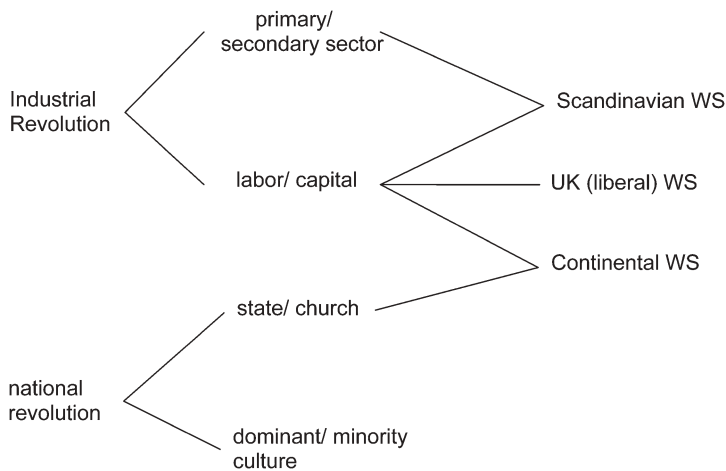 primary/
secondary sector
Industrial
Revolution
Scandinavian WS
labor/ capital
UK (liberal) WS
Continental WS
state/ church
national
revolution
dominant/ minority
culture